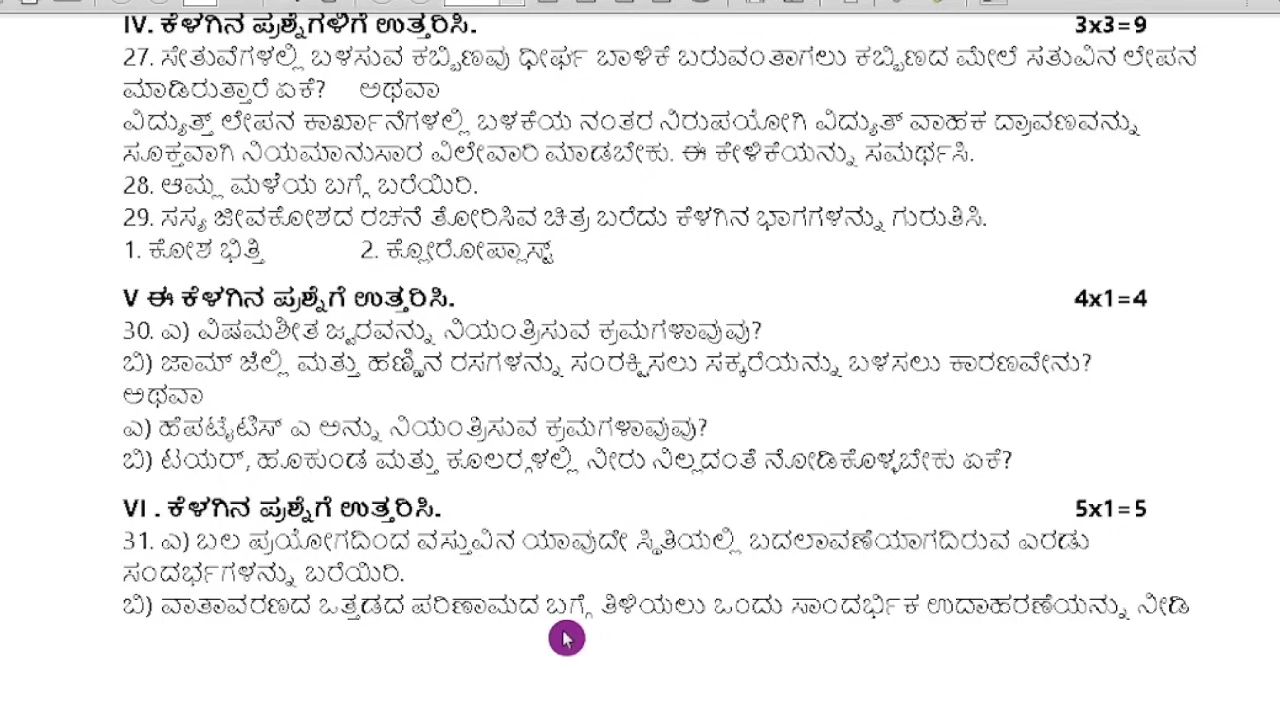 IV. ಕೆಳಗಿನ ಪ್ರಶ್ನೆಗಳಿಗೆ ಉತ್ತರಿಸಿ. 3x3=9
27. ಸೇತುವೆಗಳಲ್ಲಿ ಬಳಸುವ ಕಬ್ಬಿಣವು ಧೀರ್ಘ ಬಾಳಿಕೆ ಬರುವಂತಾಗಲು ಕಬ್ಬಿಣದ ಮೇಲೆ ಸತುವಿನ ಲೇಪನ
ಮಾಡಿರುತ್ತಾರೆ ಏಕೆ? ಅಥವಾ
ವಿದ್ಯುತ್ ಲೇಪನ ಕಾರ್ಖಾನೆಗಳಲ್ಲಿ ಬಳಕೆಯ ನಂತರ ನಿರುಪಯೋಗಿ ವಿದ್ಯುತ್ ವಾಹಕ ದ್ರಾವಣವನ್ನು
ಸೂಕ್ತವಾಗಿ ನಿಯಮಾನುಸಾರ ವಿಲೇವಾರಿ ಮಾಡಬೇಕು. ಈ ಕೇಳಿಕೆಯನ್ನು ಸಮರ್ಥಿಸಿ.
28. ಆಮ್ಲ ಮಳೆಯ ಬಗ್ಗೆ ಬರೆಯಿರಿ.
29. ಸಸ್ಯ ಜೀವಕೋಶದ ರಚನೆ ತೋರಿಸಿವ ಚಿತ್ರ ಬರೆದು ಕೆಳಗಿನ ಭಾಗಗಳನ್ನು ಗುರುತಿಸಿ.
1. ಕೋಶ ಭಿತ್ತಿ 2. ಕ್ಲೋರೋಪ್ಲಾಸ್ಟ್
V ಈ ಕೆಳಗಿನ ಪ್ರಶ್ನೆಗೆ ಉತ್ತರಿಸಿ. 4x1=4
30. ಎ) ವಿಷಮಶೀತ ಜ್ವರವನ್ನು ನಿಯಂತ್ರಿಸುವ ಕ್ರಮಗಳಾವುವು?
ಬಿ) ಜಾಮ್ ಜೆಲ್ಲಿ ಮತ್ತು ಹಣ್ಣಿನ ರಸಗಳನ್ನು ಸಂರಕ್ಷಿಸಲು ಸಕ್ಕರೆಯನ್ನು ಬಳಸಲು ಕಾರಣವೇನು?
ಅಥವಾ
ಎ) ಹೆಪಟೈಟಿಸ್ ಎ ಅನ್ನು ನಿಯಂತ್ರಿಸುವ ಕ್ರಮಗಳಾವುವು?
ಬಿ) ಟಯರ್, ಹೂಕುಂಡ ಮತ್ತು ಕೂಲರ್‍ಗಳಲ್ಲಿ ನೀರು ನಿಲ್ಲದಂತೆ ನೋಡಿಕೊಳ್ಳಬೇಕು ಏಕೆ?
VI . ಕೆಳಗಿನ ಪ್ರಶ್ನೆಗೆ ಉತ್ತರಿಸಿ. 5x1=5
31. ಎ) ಬಲ ಪ್ರಯೋಗದಿಂದ ವಸ್ತುವಿನ ಯಾವುದೇ ಸ್ಥಿತಿಯಲ್ಲಿ ಬದಲಾವಣೆಯಾಗದಿರುವ ಎರಡು
ಸಂದರ್ಭಗಳನ್ನು ಬರೆಯಿರಿ.
ಬಿ) ವಾತಾವರಣದ ಒತ್ತಡದ ಪರಿಣಾಮದ ಬಗ್ಗೆ ತಿಳಿಯಲು ಒಂದು ಸಾಂದರ್ಭಿಕ ಉದಾಹರಣೆಯನ್ನು ನೀಡಿ